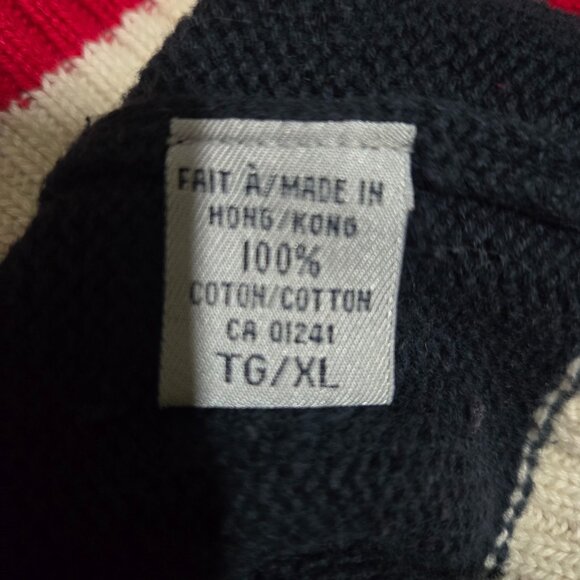 FAIT À/MADE IN
HONG/KONG
100%
COTON/COTTON
CA 01241
TG/XL